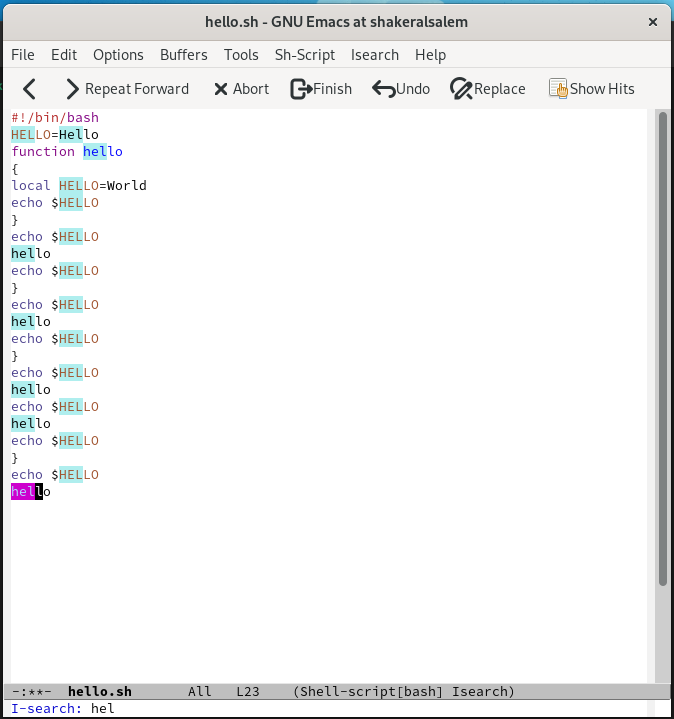 hello.sh - GNU Emacs at shakeralsalem ×
File Edit Options Buffers Tools Sh-Script Isearch Help
Repeat Forward Abort Finish Undo Replace Show Hits
#!/bin/bash
HELLO=Hello
function hello
{
local HELLO=World
echo $HELLO
}
echo $HELLO
hello
echo $HELLO
}
echo $HELLO
hello
echo $HELLO
}
echo $HELLO
hello
echo $HELLO
hello
echo $HELLO
}
echo $HELLO
hello
-:**- hello.sh All L23 (Shell-script[bash] Isearch)
I-search: hel